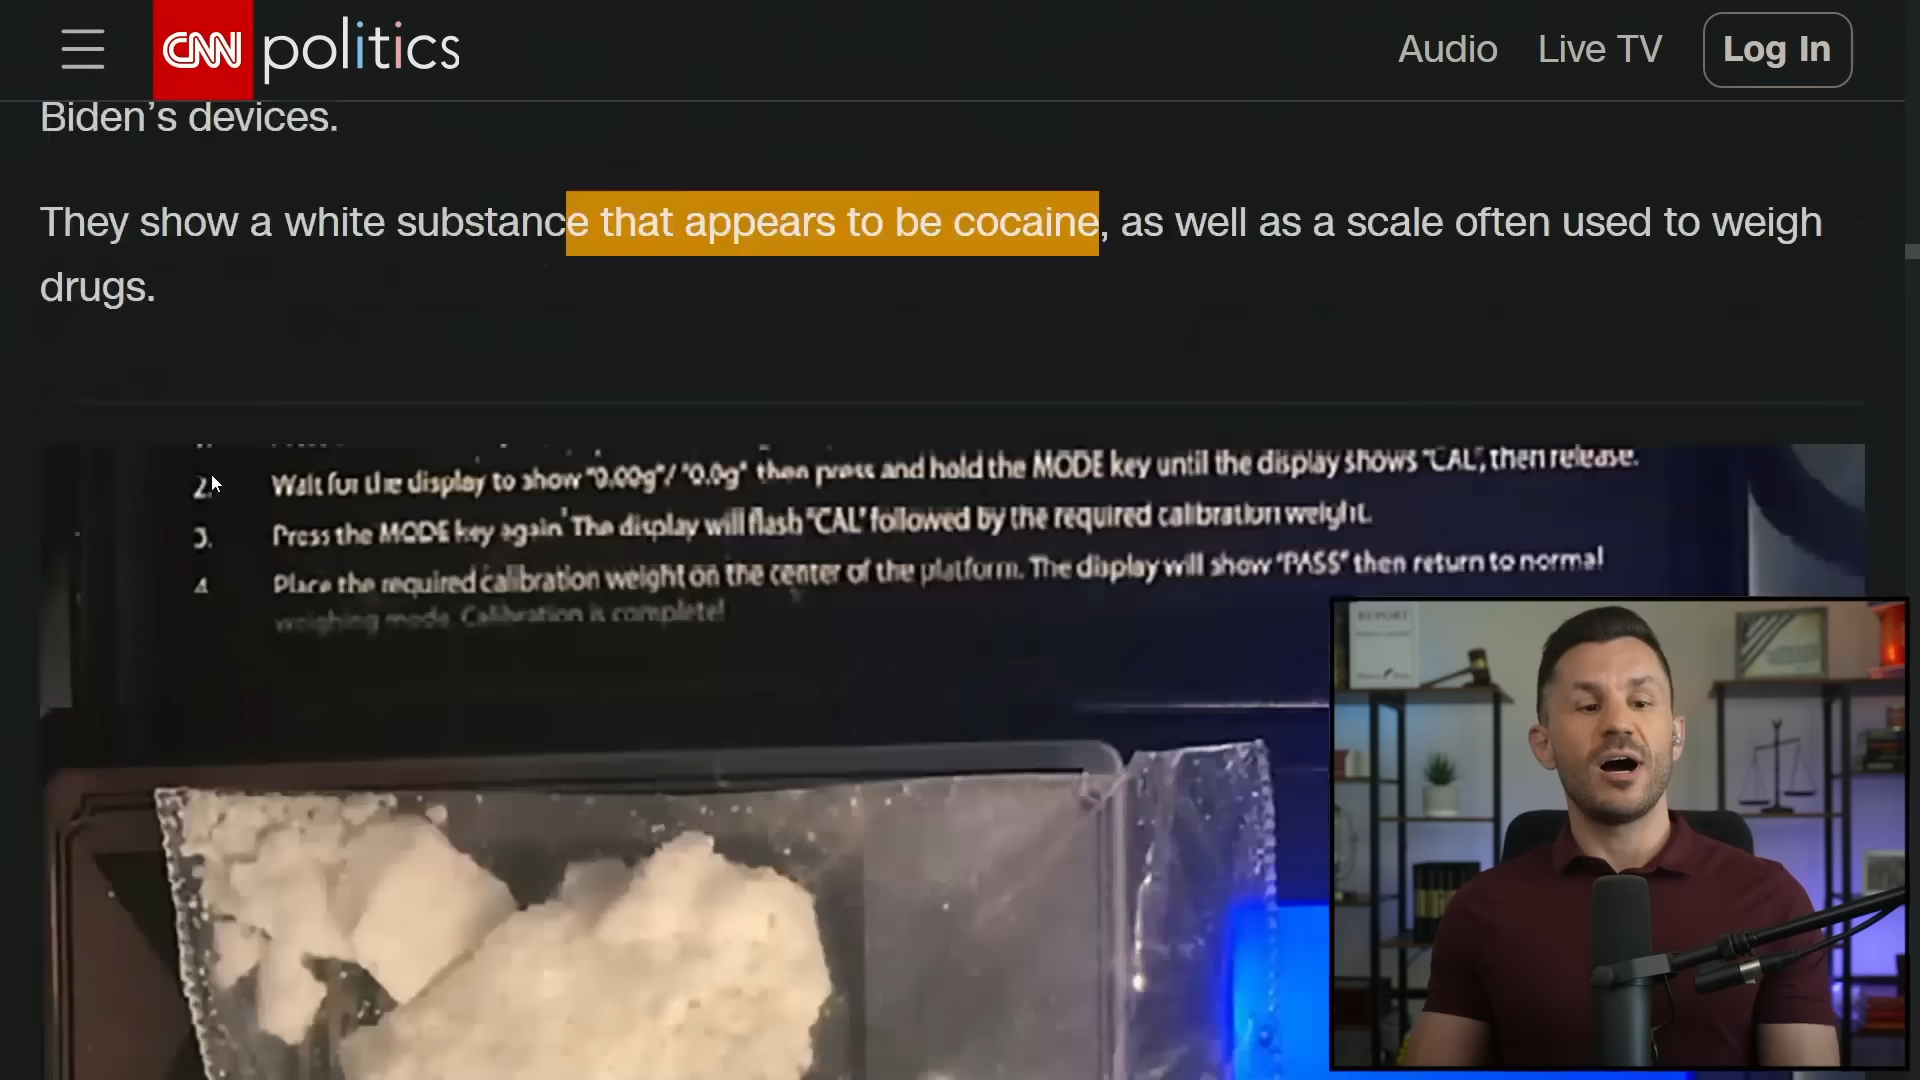 CNN politics
Audio Live TV Log In
Biden's devices.
They show a white substance that appears to be cocaine, as well as a scale often used to weigh
drugs.
2. Wait for the display to show "0.00g"/ "0.0g" then press and hold the MODE key until the display shows "CAL", then release.
3. Press the MODE key again. The display will flash "CAL" followed by the required calibration weight.
4. Place the required calibration weight on the center of the platform. The display will show "PASS" then return to normal
weighing mode. Calibration is complete!
REPORT